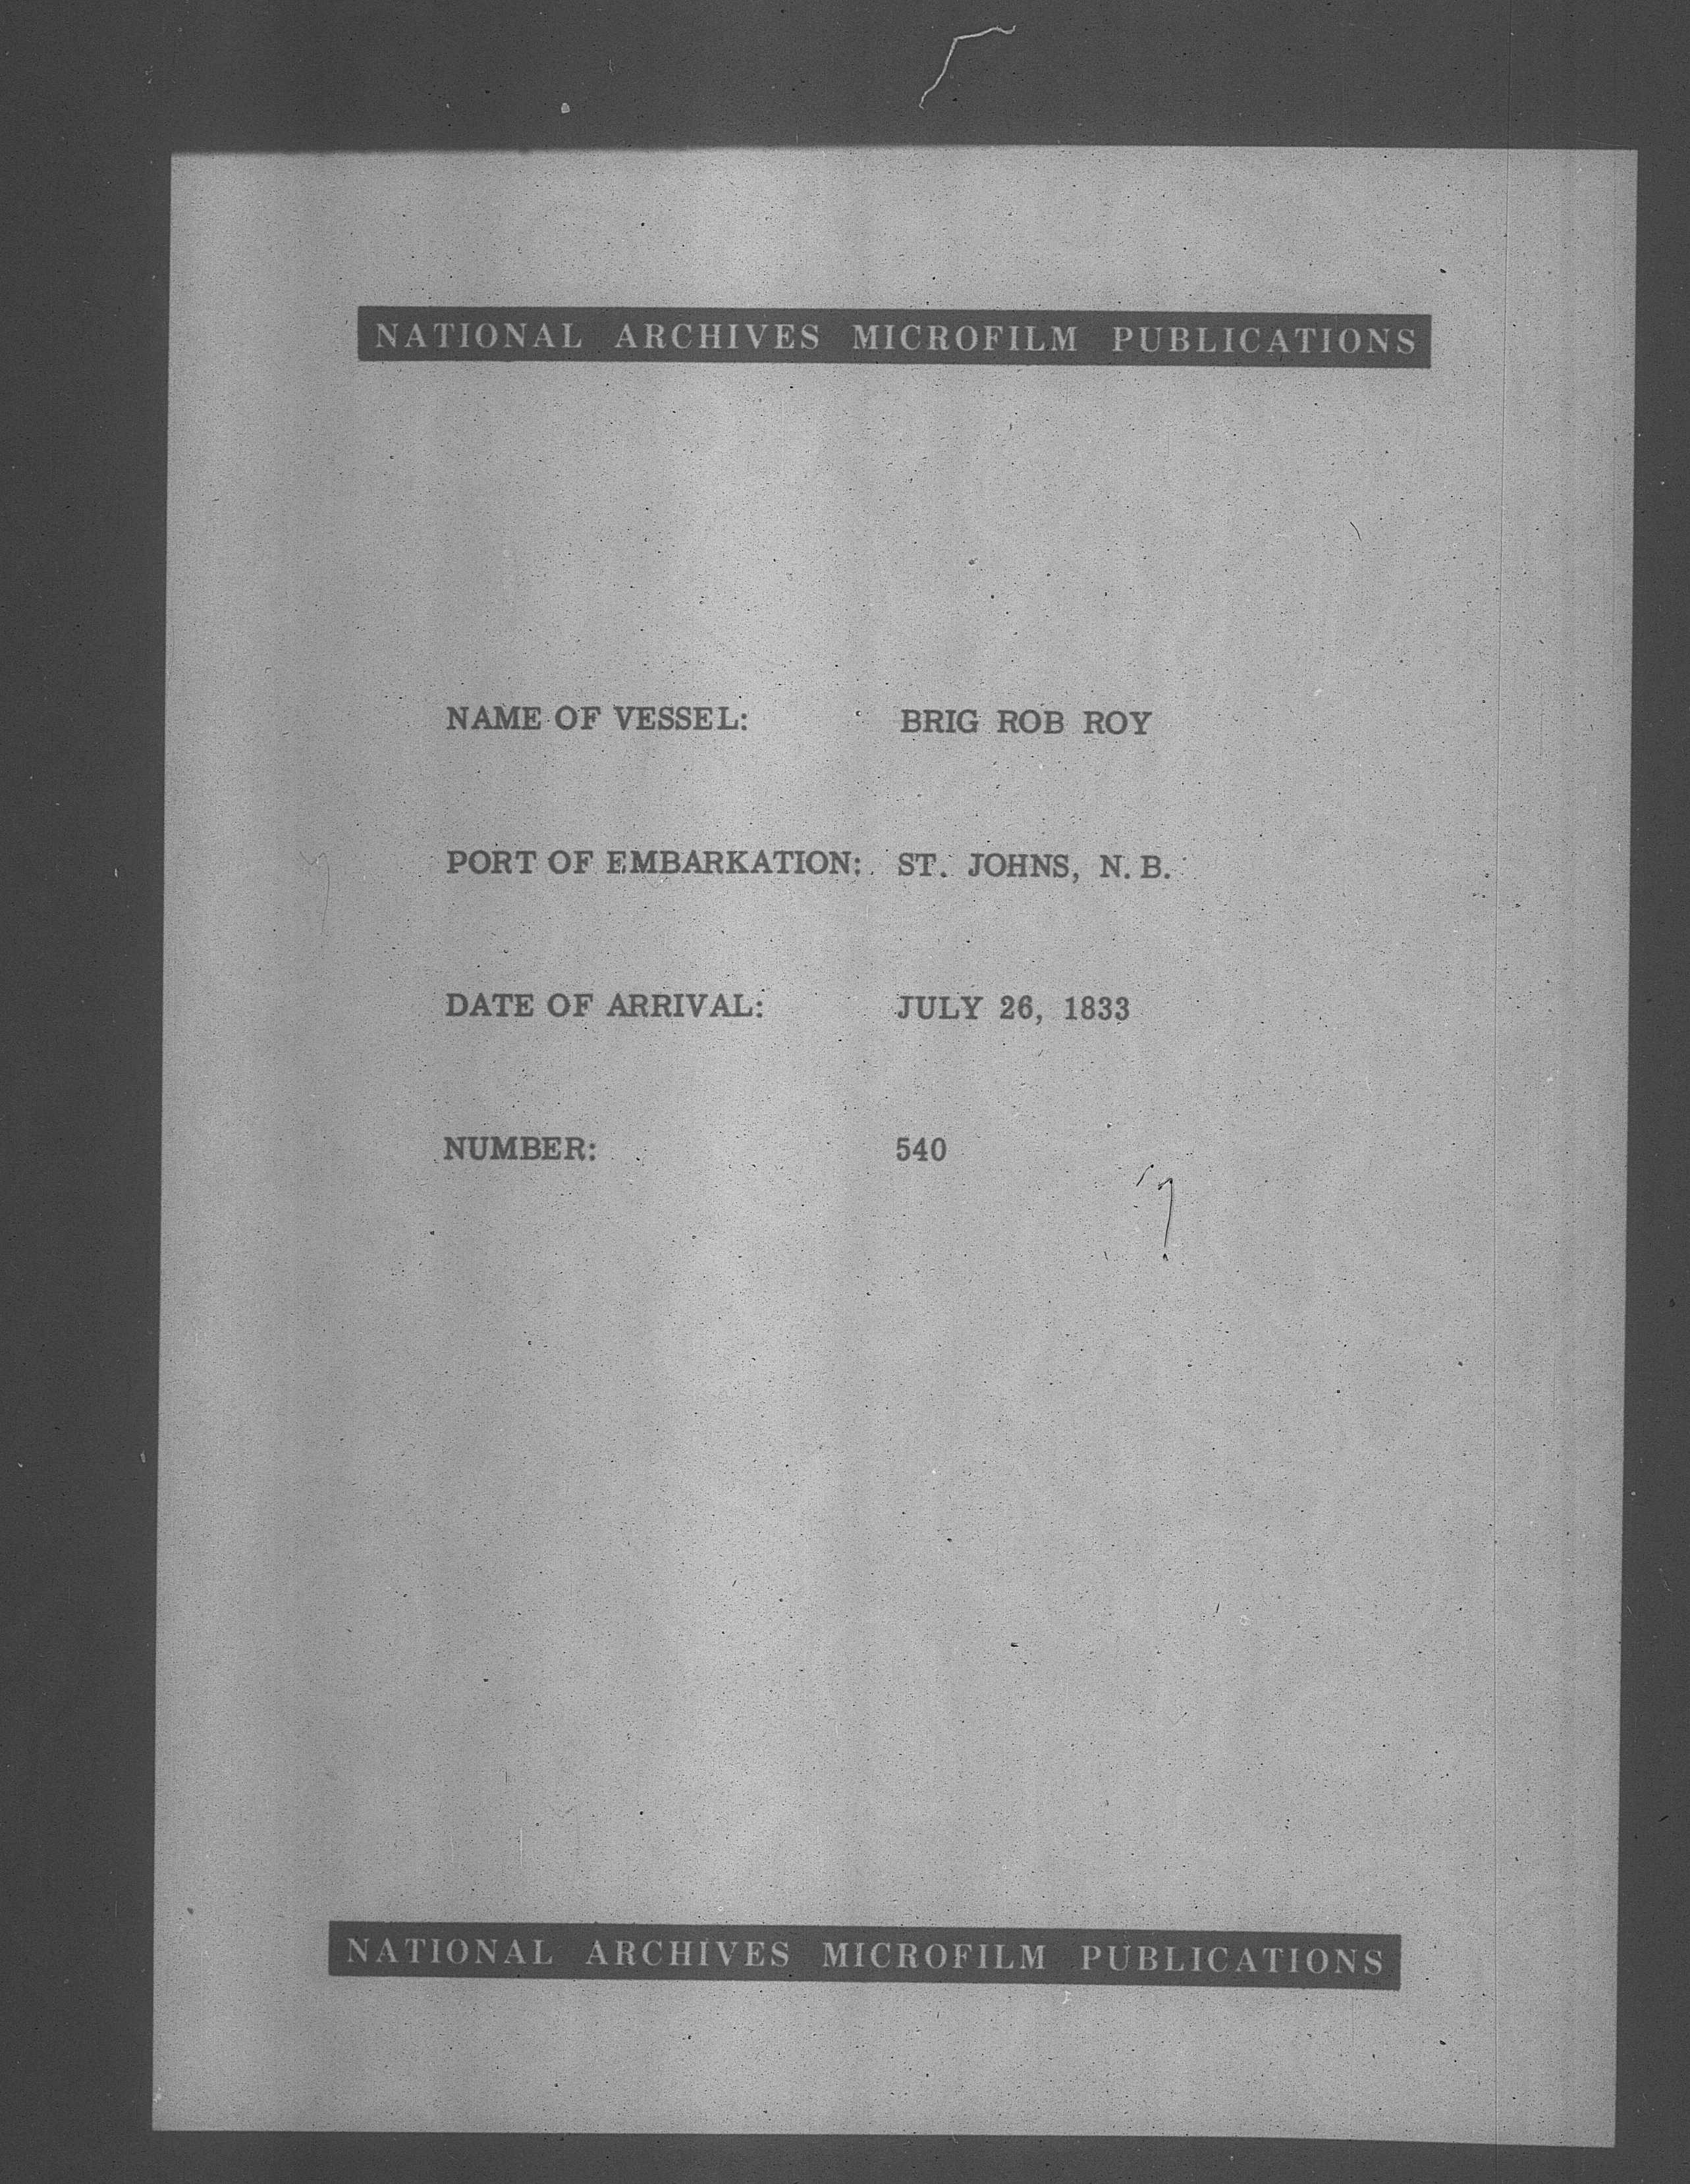 NATIONAL ARCHIVES MICROFILM PUBLICATIONS
NAME OF VESSEL: BRIG ROB ROY
PORT OF EMBARKATION: ST. JOHNS, N. B.
DATE OF ARRIVAL: JULY 26, 1833
NUMBER: 540
NATIONAL ARCHIVES MICROFILM PUBLICATIONS